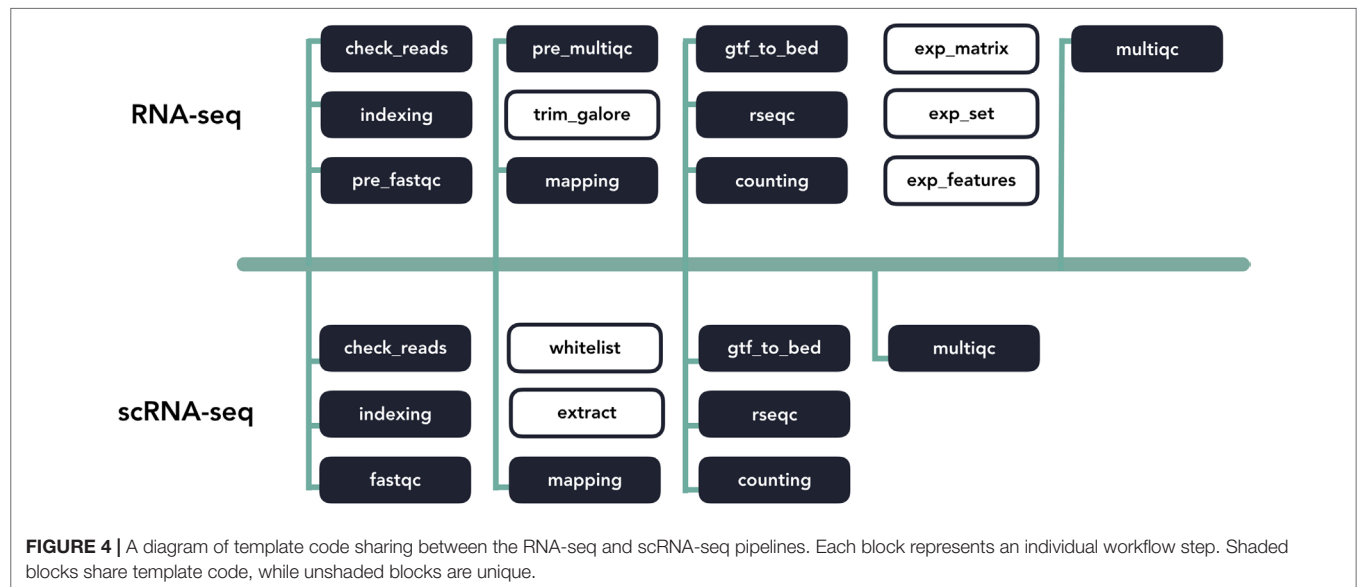 RNA-seq
check_reads
indexing
pre_fastqc
pre_multiqc
trim_galore
mapping
gtf_to_bed
rseqc
counting
exp_matrix
exp_set
exp_features
multiqc
scRNA-seq
check_reads
indexing
fastqc
whitelist
extract
mapping
gtf_to_bed
rseqc
counting
multiqc
FIGURE 4 | A diagram of template code sharing between the RNA-seq and scRNA-seq pipelines. Each block represents an individual workflow step. Shaded
blocks share template code, while unshaded blocks are unique.